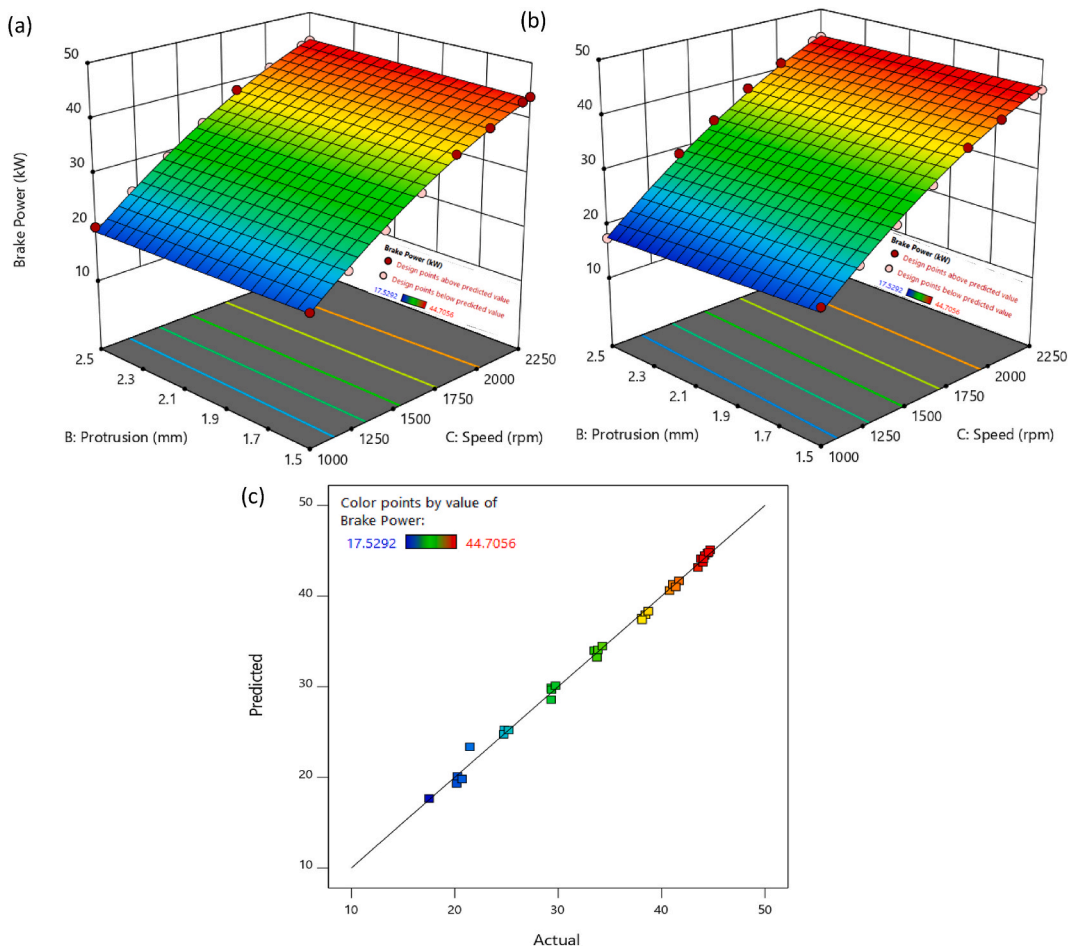 (a)
50
40
30
20
10
Brake Power (kW)
Brake Power (kW)
Design points above predicted value
Design points below predicted value
17.5292 44.7056
2.5
2.3
2.1
1.9
1.7
1.5
B: Protrusion (mm)
1000
1250
1500
1750
2000
2250
C: Speed (rpm)
(b)
50
40
30
20
10
Brake Power (kW)
Design points above predicted value
Design points below predicted value
17.5292 44.7056
2.5
2.3
2.1
1.9
1.7
1.5
B: Protrusion (mm)
1000
1250
1500
1750
2000
2250
C: Speed (rpm)
(c)
Color points by value of
Brake Power:
17.5292 44.7056
50
40
30
20
10
Predicted
10 20 30 40 50
Actual